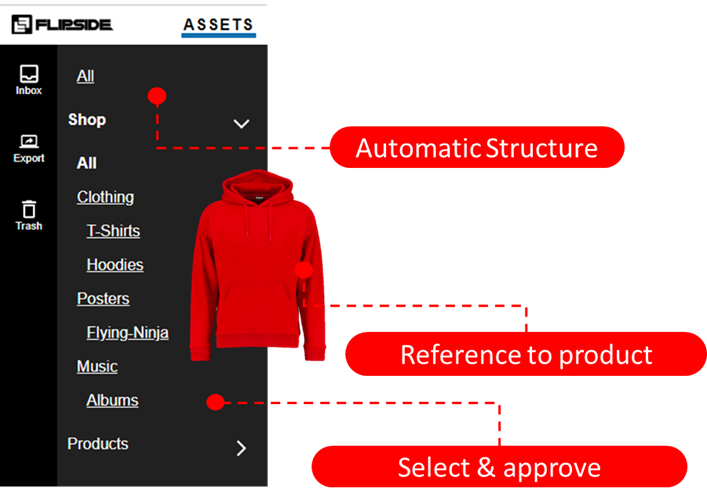 FLIPSIDE
ASSETS
Inbox
Export
Trash
All
Shop
All
Clothing
T-Shirts
Hoodies
Posters
Flying-Ninja
Music
Albums
Products
Automatic Structure
Reference to product
Select & approve